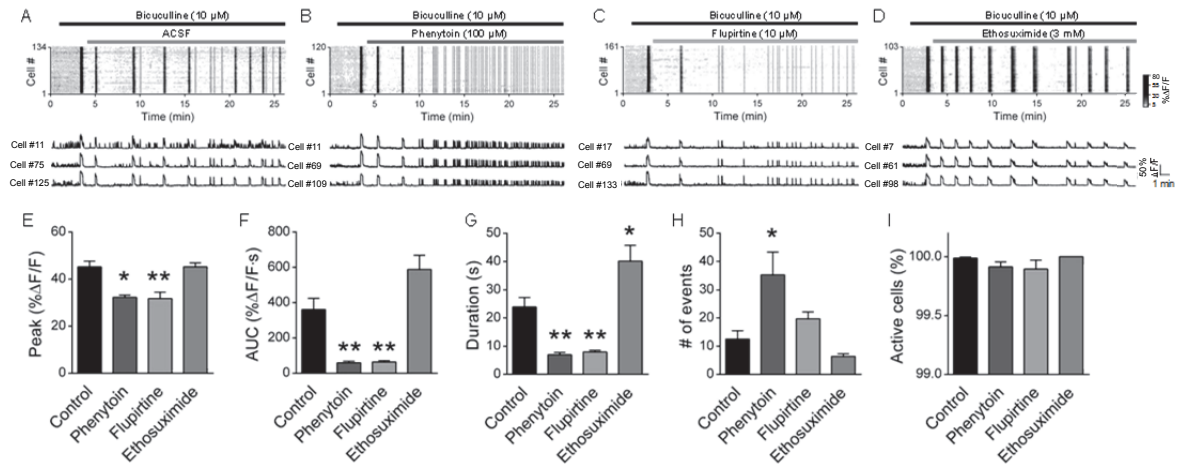 A Bicuculline (10 µM) B Bicuculline (10 µM) C Bicuculline (10 µM) D Bicuculline (10 µM)
ACSF Phenytoin (100 µM) Flupirtine (10 µM) Ethosuximide (3 mM)
134 120 161 103
Cell # Cell # Cell # Cell #
80
55
30
5
%ΔF/F
1 1 1 1
0 5 10 15 20 25 0 5 10 15 20 25 0 5 10 15 20 25 0 5 10 15 20 25
Time (min) Time (min) Time (min) Time (min)
Cell #11 Cell #11 Cell #17 Cell #7
Cell #75 Cell #69 Cell #69 Cell #61
Cell #125 Cell #109 Cell #133 Cell #98
50%
ΔF/F
1 min
E F G H I
Peak (%ΔF/F)
60
40
20
0
* **
Control Phenytoin Flupirtine Ethosuximide
AUC (%ΔF/F·s)
800
600
400
200
0
** **
Control Phenytoin Flupirtine Ethosuximide
Duration (s)
50
40
30
20
10
0
** ** *
Control Phenytoin Flupirtine Ethosuximide
# of events
50
40
30
20
10
0
*
Control Phenytoin Flupirtine Ethosuximide
Active cells (%)
100.0
99.5
99.0
Control Phenytoin Flupirtine Ethosuximide